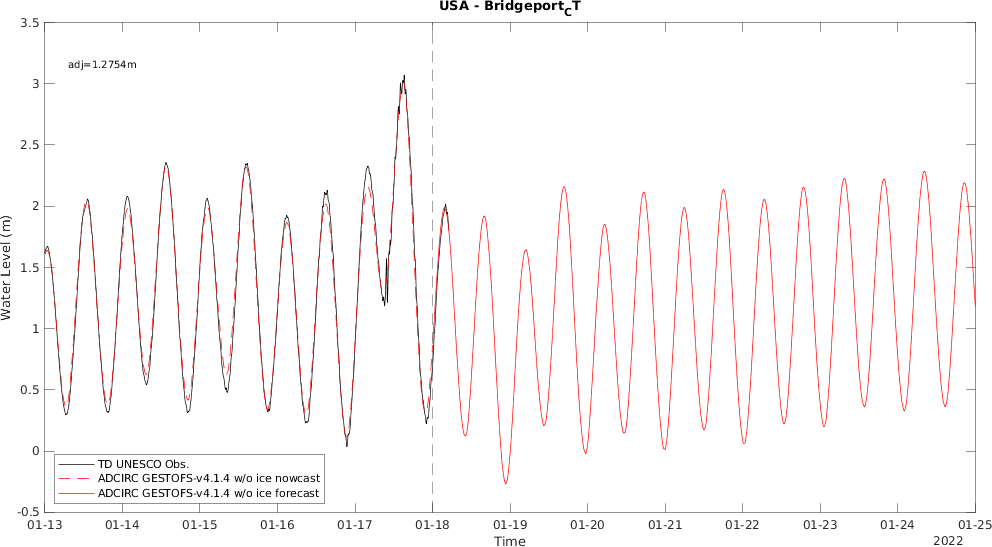 USA - Bridgeport_CT
3.5
3
2.5
2
1.5
1
0.5
0
-0.5
Water Level (m)
adj=1.2754m
TD UNESCO Obs.
ADCIRC GESTOFS-v4.1.4 w/o ice nowcast
ADCIRC GESTOFS-v4.1.4 w/o ice forecast
01-13 01-14 01-15 01-16 01-17 01-18 01-19 01-20 01-21 01-22 01-23 01-24 01-25
Time
2022